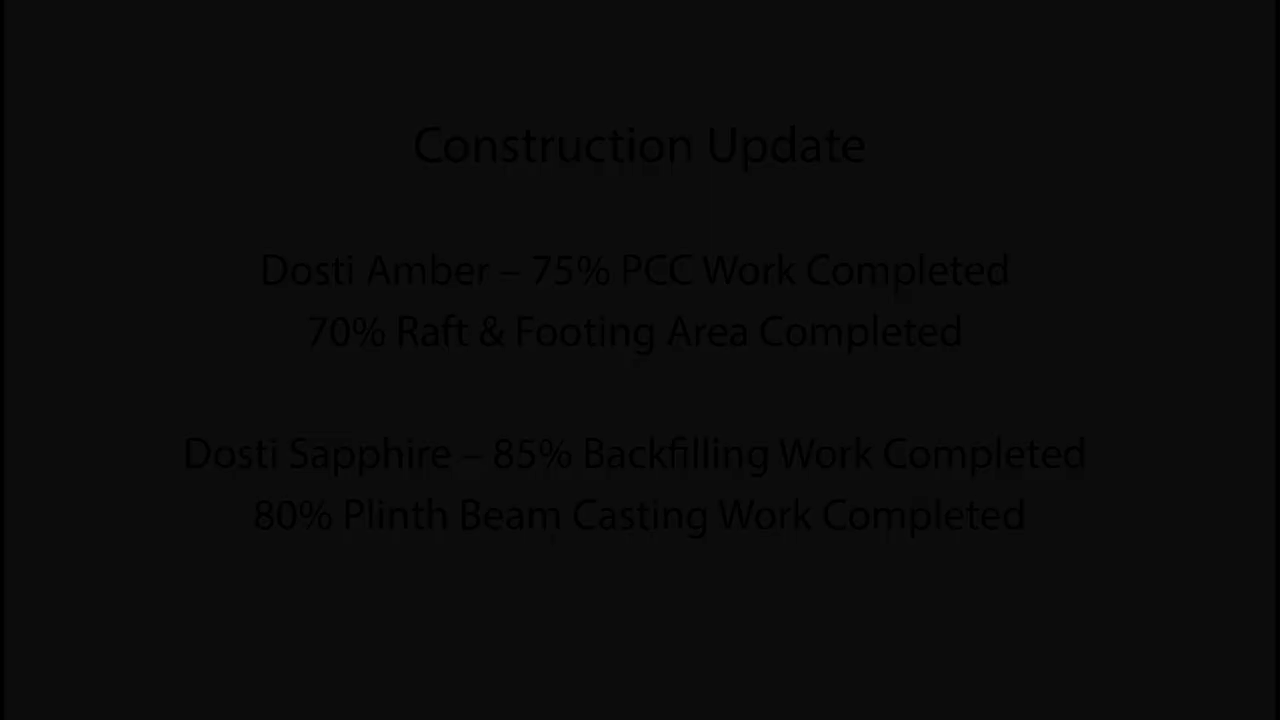 Construction Update
Dosti Amber – 75% PCC Work Completed
70% Raft & Footing Area Completed
Dosti Sapphire – 85% Backfilling Work Completed
80% Plinth Beam Casting Work Completed